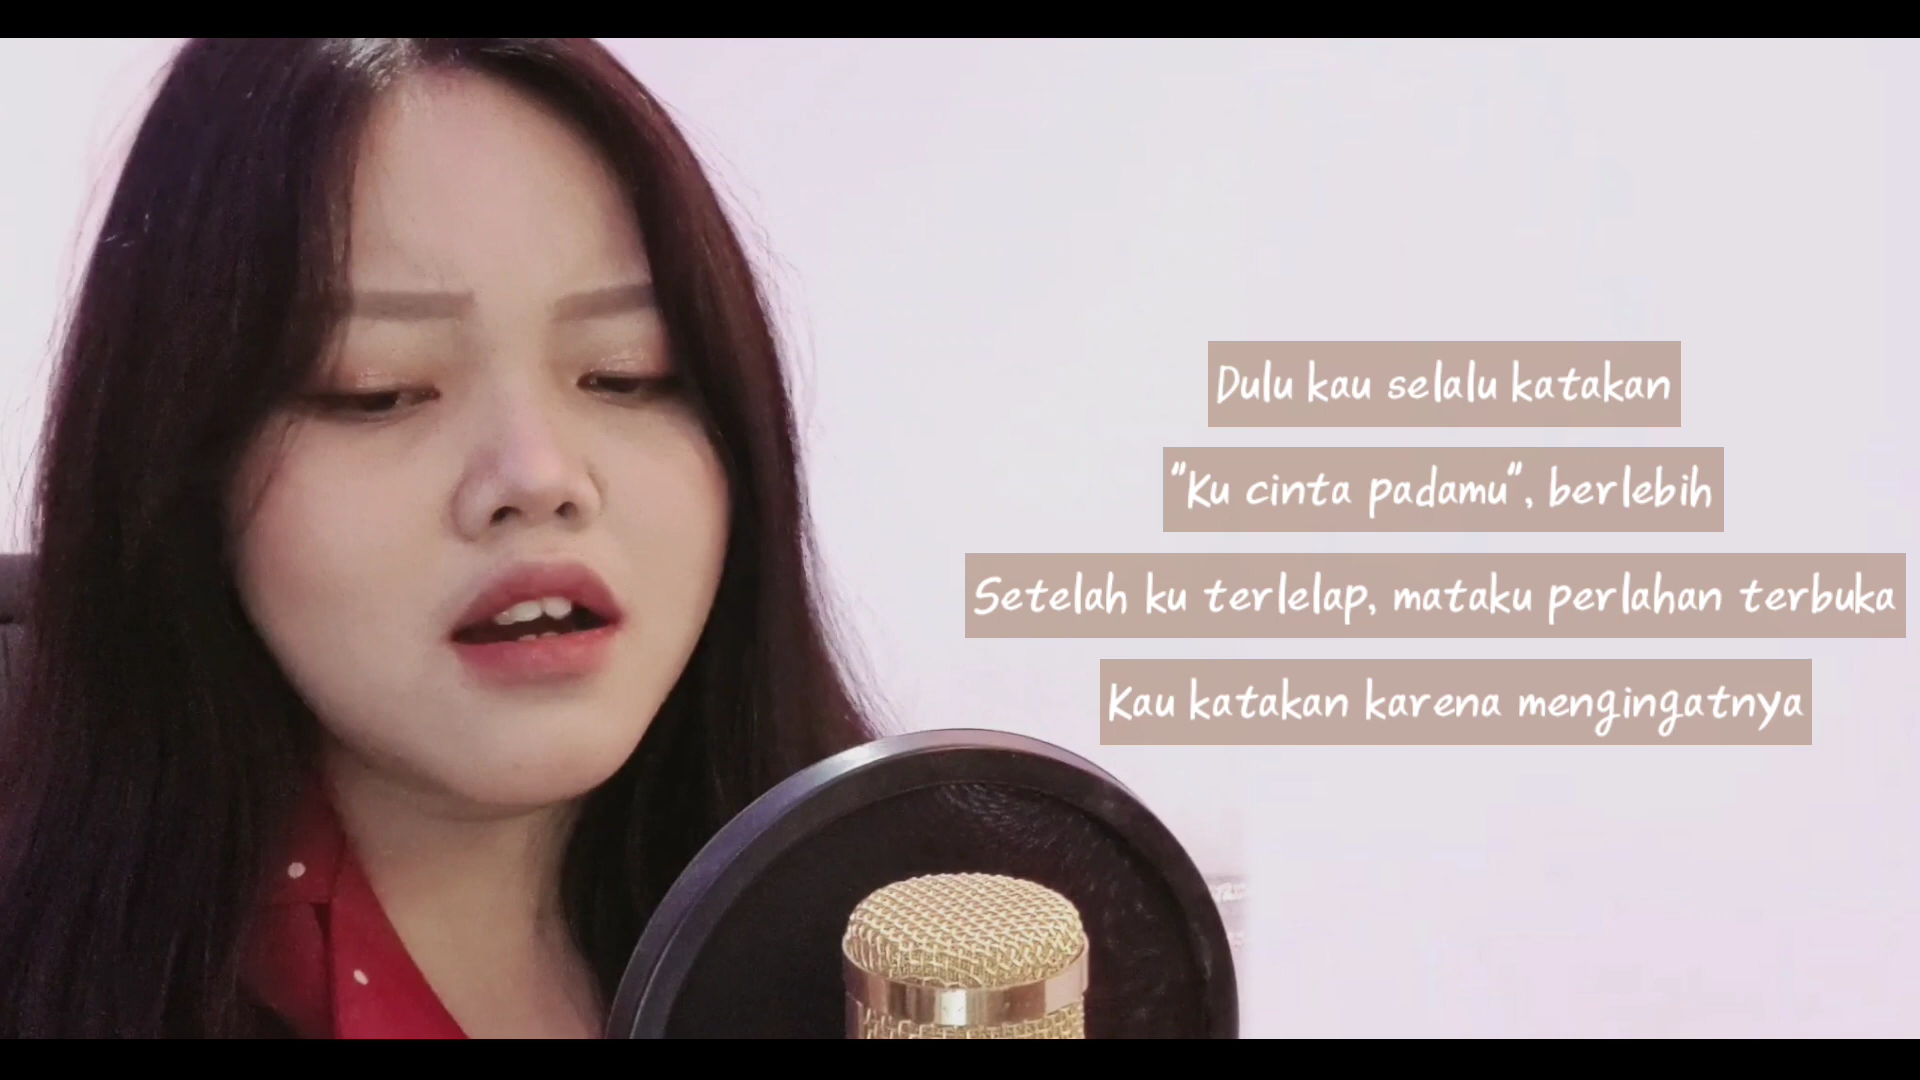 Dulu kau selalu katakan
"Ku cinta padamu", berlebih
Setelah ku terlelap, mataku perlahan terbuka
Kau katakan karena mengingatnya